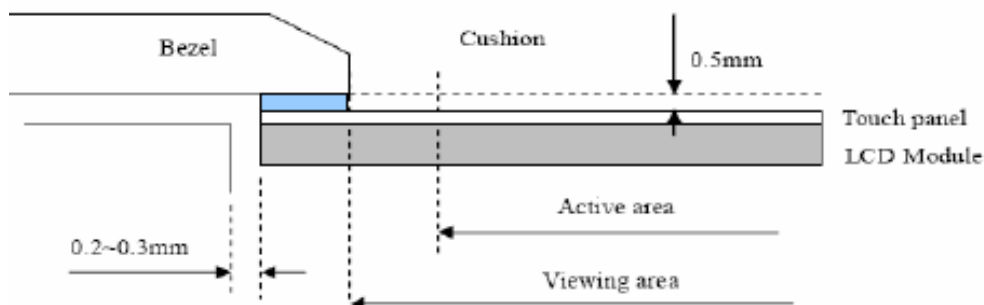 Bezel
Cushion
0.5mm
Touch panel
LCD Module
Active area
0.2~0.3mm
Viewing area